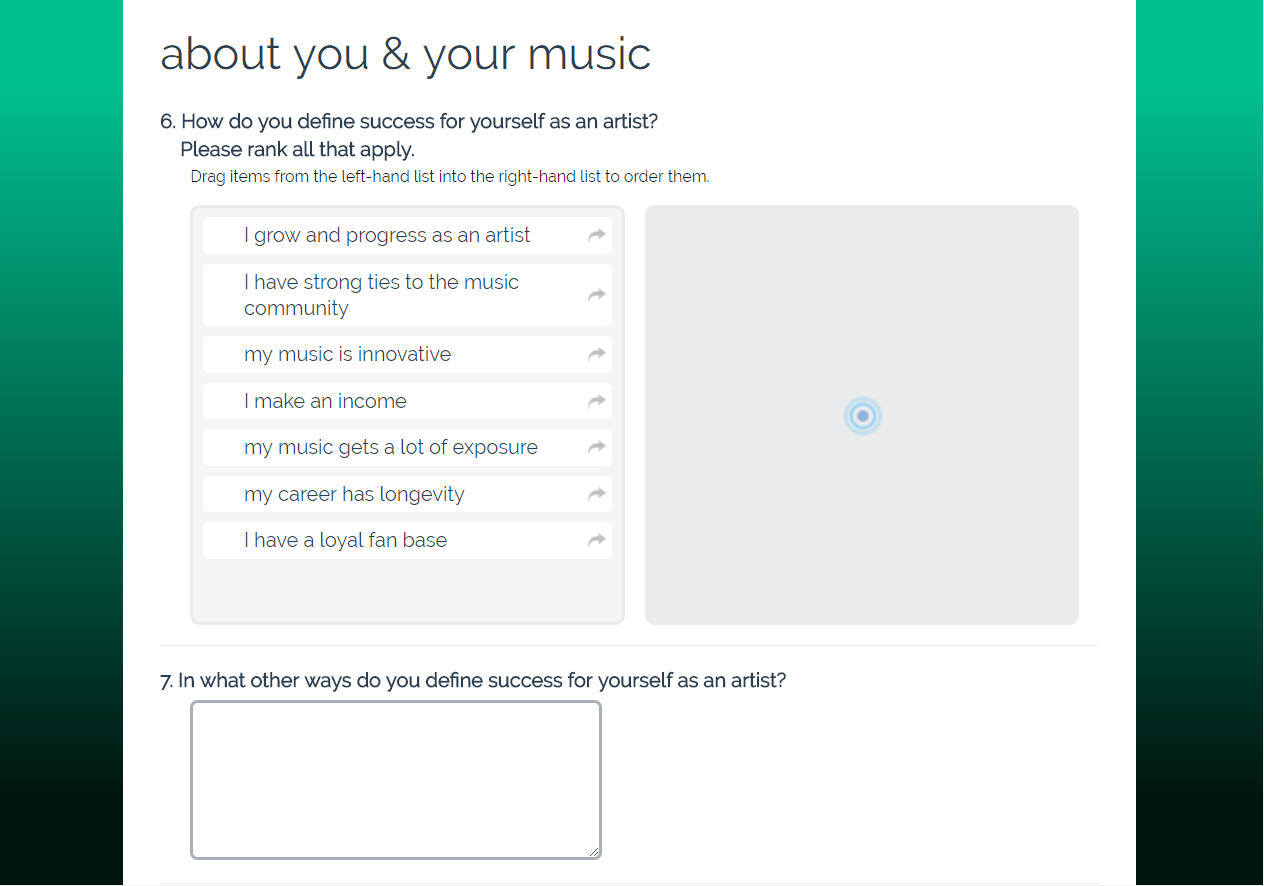 about you & your music
6. How do you define success for yourself as an artist?
Please rank all that apply.
Drag items from the left-hand list into the right-hand list to order them.
I grow and progress as an artist
I have strong ties to the music
community
my music is innovative
I make an income
my music gets a lot of exposure
my career has longevity
I have a loyal fan base
7. In what other ways do you define success for yourself as an artist?